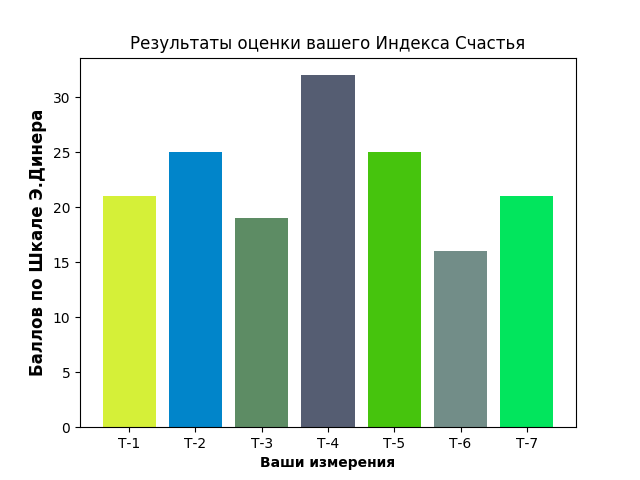 Результаты оценки вашего Индекса Счастья
Баллов по Шкале Э.Динера
30
25
20
15
10
5
0
Т-1 Т-2 Т-3 Т-4 Т-5 Т-6 Т-7
Ваши измерения